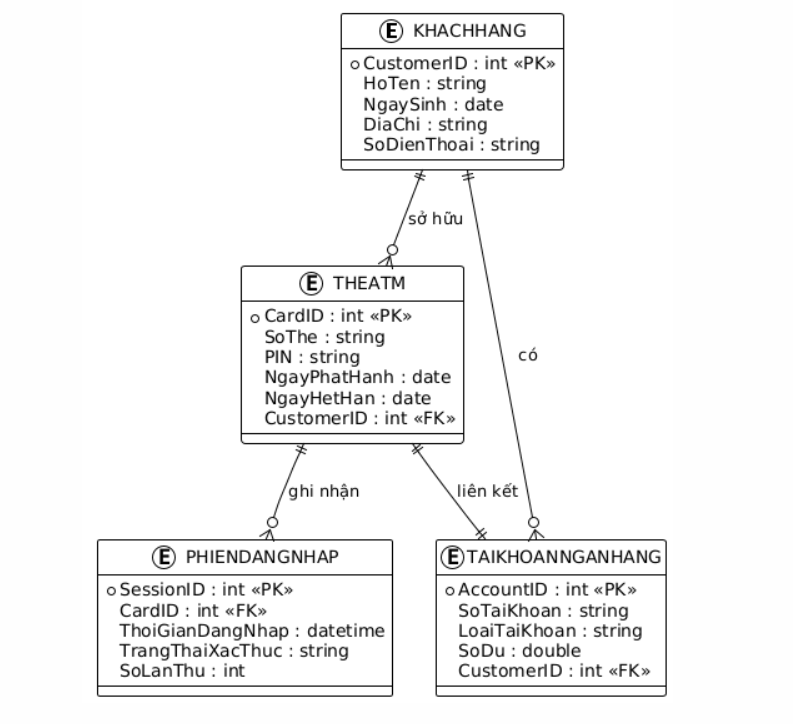 E KHACHHANG
CustomerID : int «PK»
HoTen : string
NgaySinh : date
DiaChi : string
SoDienThoai : string
sở hữu
E THEATM
CardID : int «PK»
SoThe : string
PIN : string
NgayPhatHanh : date
NgayHetHan : date
CustomerID : int «FK»
có
ghi nhận
liên kết
E PHIENDANGNHAP
SessionID : int «PK»
CardID : int «FK»
ThoiGianDangNhap : datetime
TrangThaiXacThuc : string
SoLanThu : int
E TAIKHOANNGANHANG
AccountID : int «PK»
SoTaiKhoan : string
LoaiTaiKhoan : string
SoDu : double
CustomerID : int «FK»